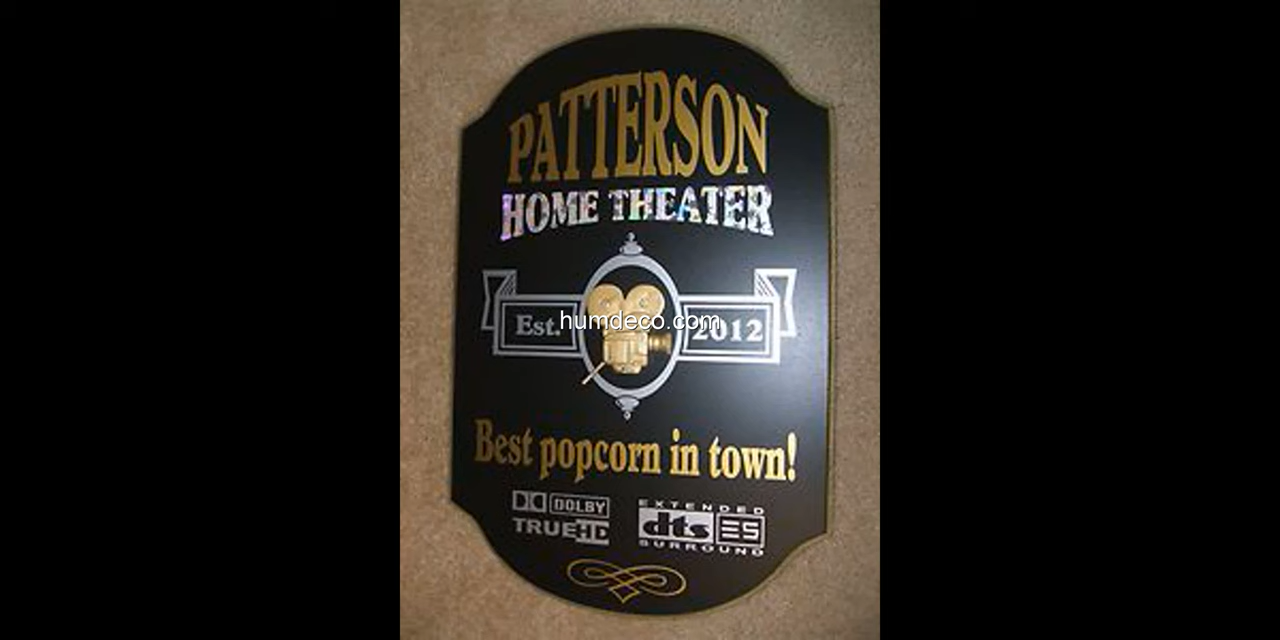 PATTERSON
HOME THEATER
Est. 2012
humdeco.com
Best popcorn in town!
DOLBY
TRUEHD
EXTENDED
dts ES
SURROUND